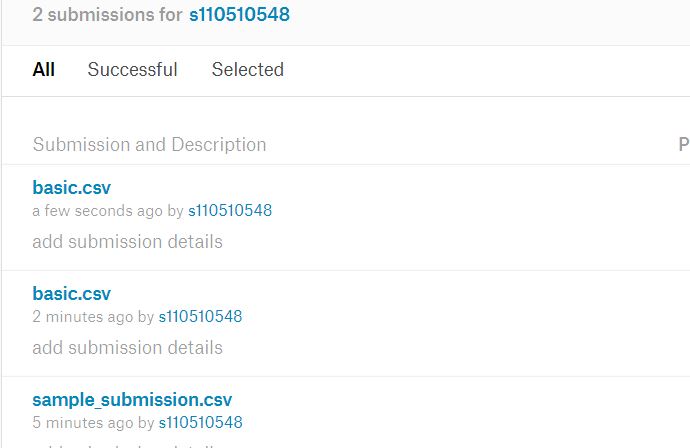 2 submissions for s110510548
All Successful Selected
Submission and Description P
basic.csv
a few seconds ago by s110510548
add submission details
basic.csv
2 minutes ago by s110510548
add submission details
sample_submission.csv
5 minutes ago by s110510548